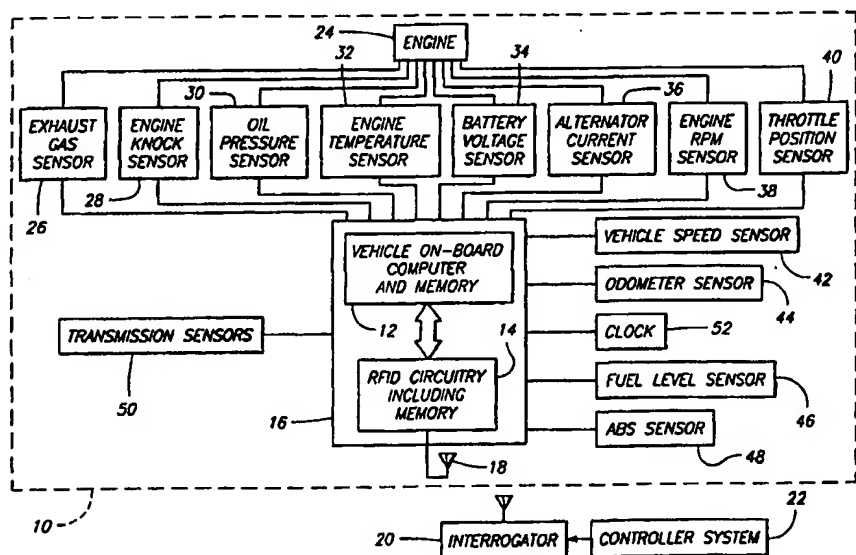 24
ENGINE
32
34
40
30
36
EXHAUST
GAS
SENSOR
ENGINE
KNOCK
SENSOR
OIL
PRESSURE
SENSOR
ENGINE
TEMPERATURE
SENSOR
BATTERY
VOLTAGE
SENSOR
ALTERNATOR
CURRENT
SENSOR
ENGINE
RPM
SENSOR
THROTTLE
POSITION
SENSOR
26
28
38
VEHICLE ON-BOARD
COMPUTER
AND MEMORY
VEHICLE SPEED SENSOR
42
ODOMETER SENSOR
44
12
14
CLOCK
52
TRANSMISSION SENSORS
50
RFID CIRCUITRY
INCLUDING
MEMORY
FUEL LEVEL SENSOR
46
16
ABS SENSOR
48
18
10
20
INTERROGATOR
CONTROLLER SYSTEM
22